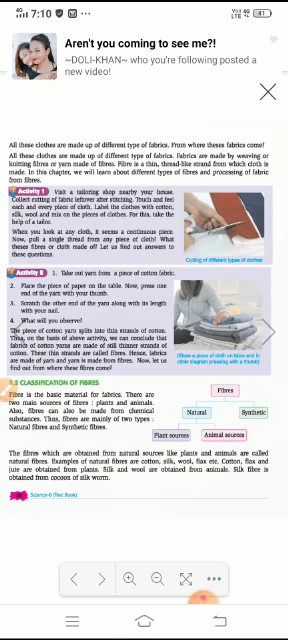 4G 7:10 ...
VoLTE 4G 41
Aren't you coming to see me?!
~DOLI-KHAN~ who you're following posted a
new video!
All these clothes are made up of different type of fabrics. From where these fabrics come?
All these clothes are made up of different type of fabrics. Fabrics are made by weaving or
knitting fibres or yarn made of fibres. Fibre is a thin, thread-like strand from which cloth is
made. In this chapter, we will learn about different types of fibres and processing of fabric
from fibres.
Activity 1 Visit a tailoring shop nearby your house.
Collect cutting of fabric leftover after stitching. Touch and feel
each and every piece of cloth. Label the clothes with cotton,
silk, wool and mix on the pieces of clothes. For this, take the
help of a tailor.
When you look at any cloth, it seems a continuous piece.
Now, pull a single thread from any piece of cloth! What
theses fibres or cloth made of? Let us find out answers to
these questions.
Cutting of different types of clothes
Activity 2 1. Take out yarn from a piece of cotton fabric.
2. Place the piece of paper on the table. Now, press one
end of the yarn with your thumb.
3. Scratch the other end of the yarn along with its length
with your nail.
4. What will you observe?
The piece of cotton yarn splits into thin strands of cotton.
Thus, on the basis of above activity, we can conclude that
fabrics of cotton yarns are made of still thinner strands of
cotton. These thin strands are called fibres. Hence, fabrics
are made of yarn and yarn is made from fibres. Now, let us
find out from where these fibres come?
(Show a piece of cloth on table and in
other diagram pressing with a thumb)
3.2 CLASSIFICATION OF FIBRES
Fibre is the basic material for fabrics. There are
two main sources of fibres : plants and animals.
Also, fibres can also be made from chemical
substances. Thus, fibres are mainly of two types :
Natural fibres and Synthetic fibres.
Fibres
Natural
Synthetic
Plant sources
Animal sources
The fibres which are obtained from natural sources like plants and animals are called
natural fibres. Examples of natural fibres are cotton, silk, wool, flax etc. Cotton, flax and
jute are obtained from plants. Silk and wool are obtained from animals. Silk fibre is
obtained from cocoon of silk worm.
Science-6 (Text Book)